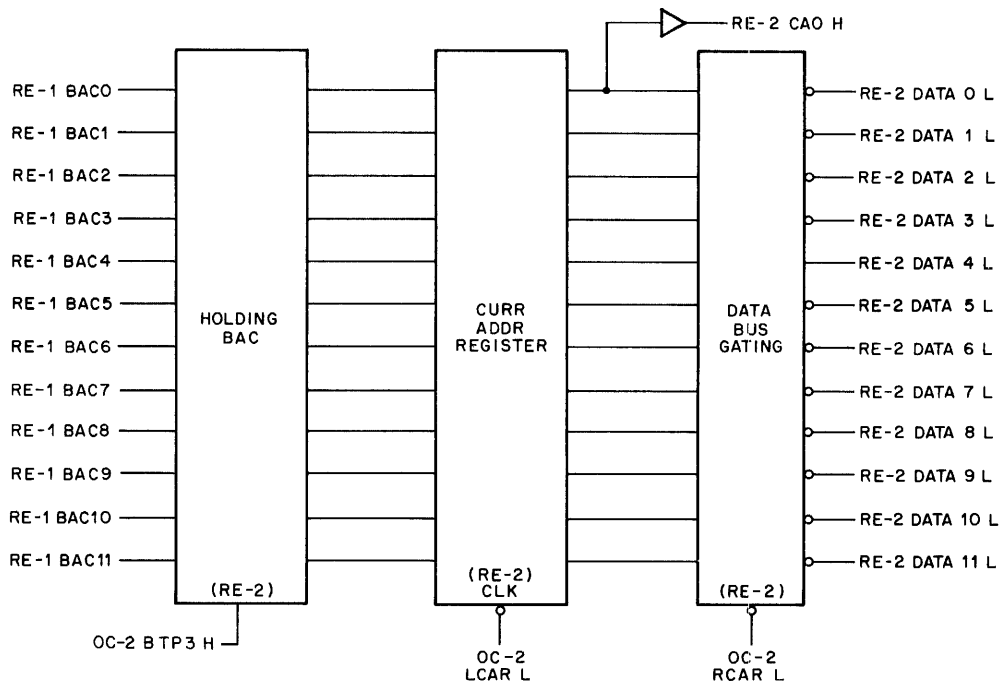 RE-2 CAO H
RE-1 BAC0
RE-1 BAC1
RE-1 BAC2
RE-1 BAC3
RE-1 BAC4
RE-1 BAC5
RE-1 BAC6
RE-1 BAC7
RE-1 BAC8
RE-1 BAC9
RE-1 BAC10
RE-1 BAC11
HOLDING
BAC
(RE-2)
OC-2 BTP3 H
CURR
ADDR
REGISTER
(RE-2)
CLK
OC-2
LCAR L
DATA
BUS
GATING
(RE-2)
OC-2
RCAR L
RE-2 DATA 0 L
RE-2 DATA 1 L
RE-2 DATA 2 L
RE-2 DATA 3 L
RE-2 DATA 4 L
RE-2 DATA 5 L
RE-2 DATA 6 L
RE-2 DATA 7 L
RE-2 DATA 8 L
RE-2 DATA 9 L
RE-2 DATA 10 L
RE-2 DATA 11 L